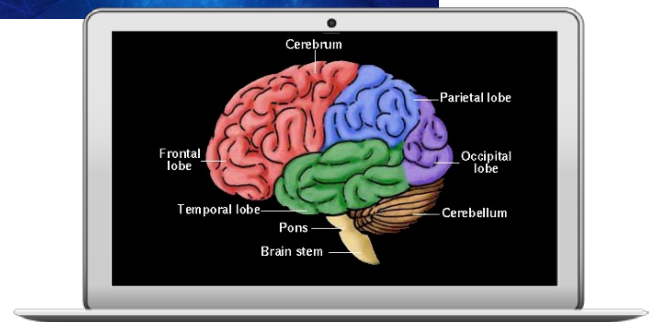 Cerebrum
Parietal lobe
Frontal
lobe
Occipital
lobe
Temporal lobe
Cerebellum
Pons
Brain stem